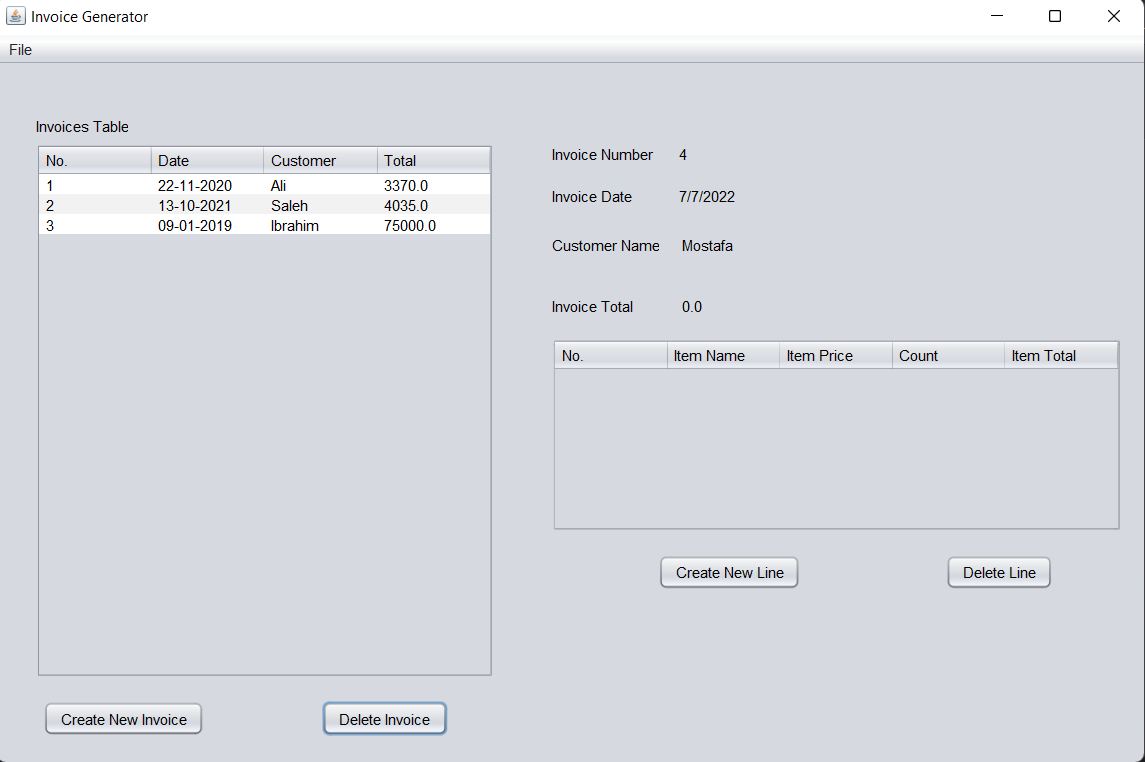 Invoice Generator
File
Invoices Table
No. Date Customer Total
1 22-11-2020 Ali 3370.0
2 13-10-2021 Saleh 4035.0
3 09-01-2019 Ibrahim 75000.0
Create New Invoice Delete Invoice
Invoice Number 4
Invoice Date 7/7/2022
Customer Name Mostafa
Invoice Total 0.0
No. Item Name Item Price Count Item Total
Create New Line Delete Line